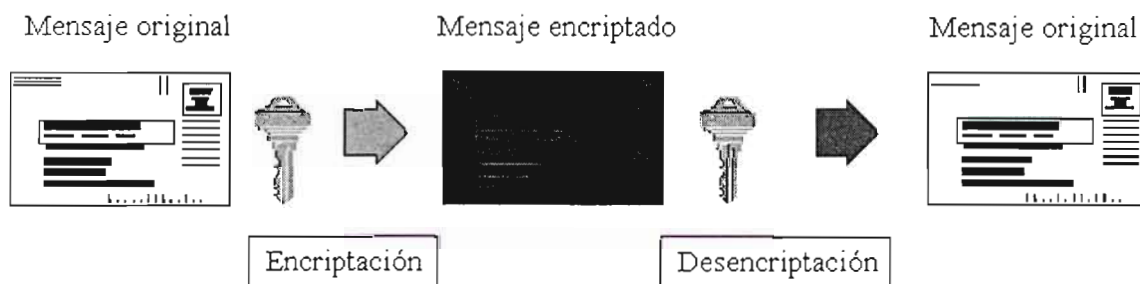 Mensaje original
Mensaje encriptado
Mensaje original
Encriptación
Desencriptación